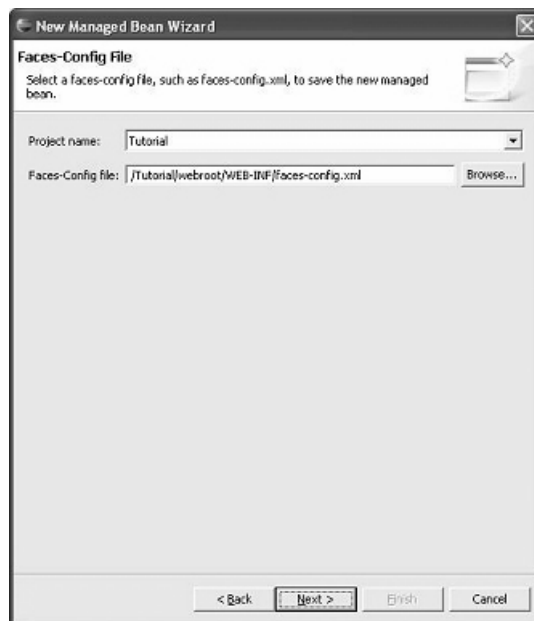 New Managed Bean Wizard
Faces-Config File
Select a faces-config file, such as faces-config.xml, to save the new managed
bean.
Project name: Tutorial
Faces-Config file: /Tutorial/webroot/WEB-INF/faces-config.xml Browse...
< Back Next > Finish Cancel